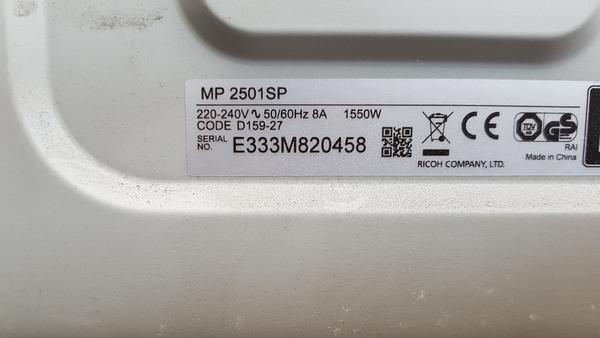 MP 2501SP
220-240V ∿ 50/60Hz 8A 1550W
CODE D159-27
SERIAL NO. E333M820458
RICOH COMPANY, LTD.
CE
TÜV GS
RAI
Made in China